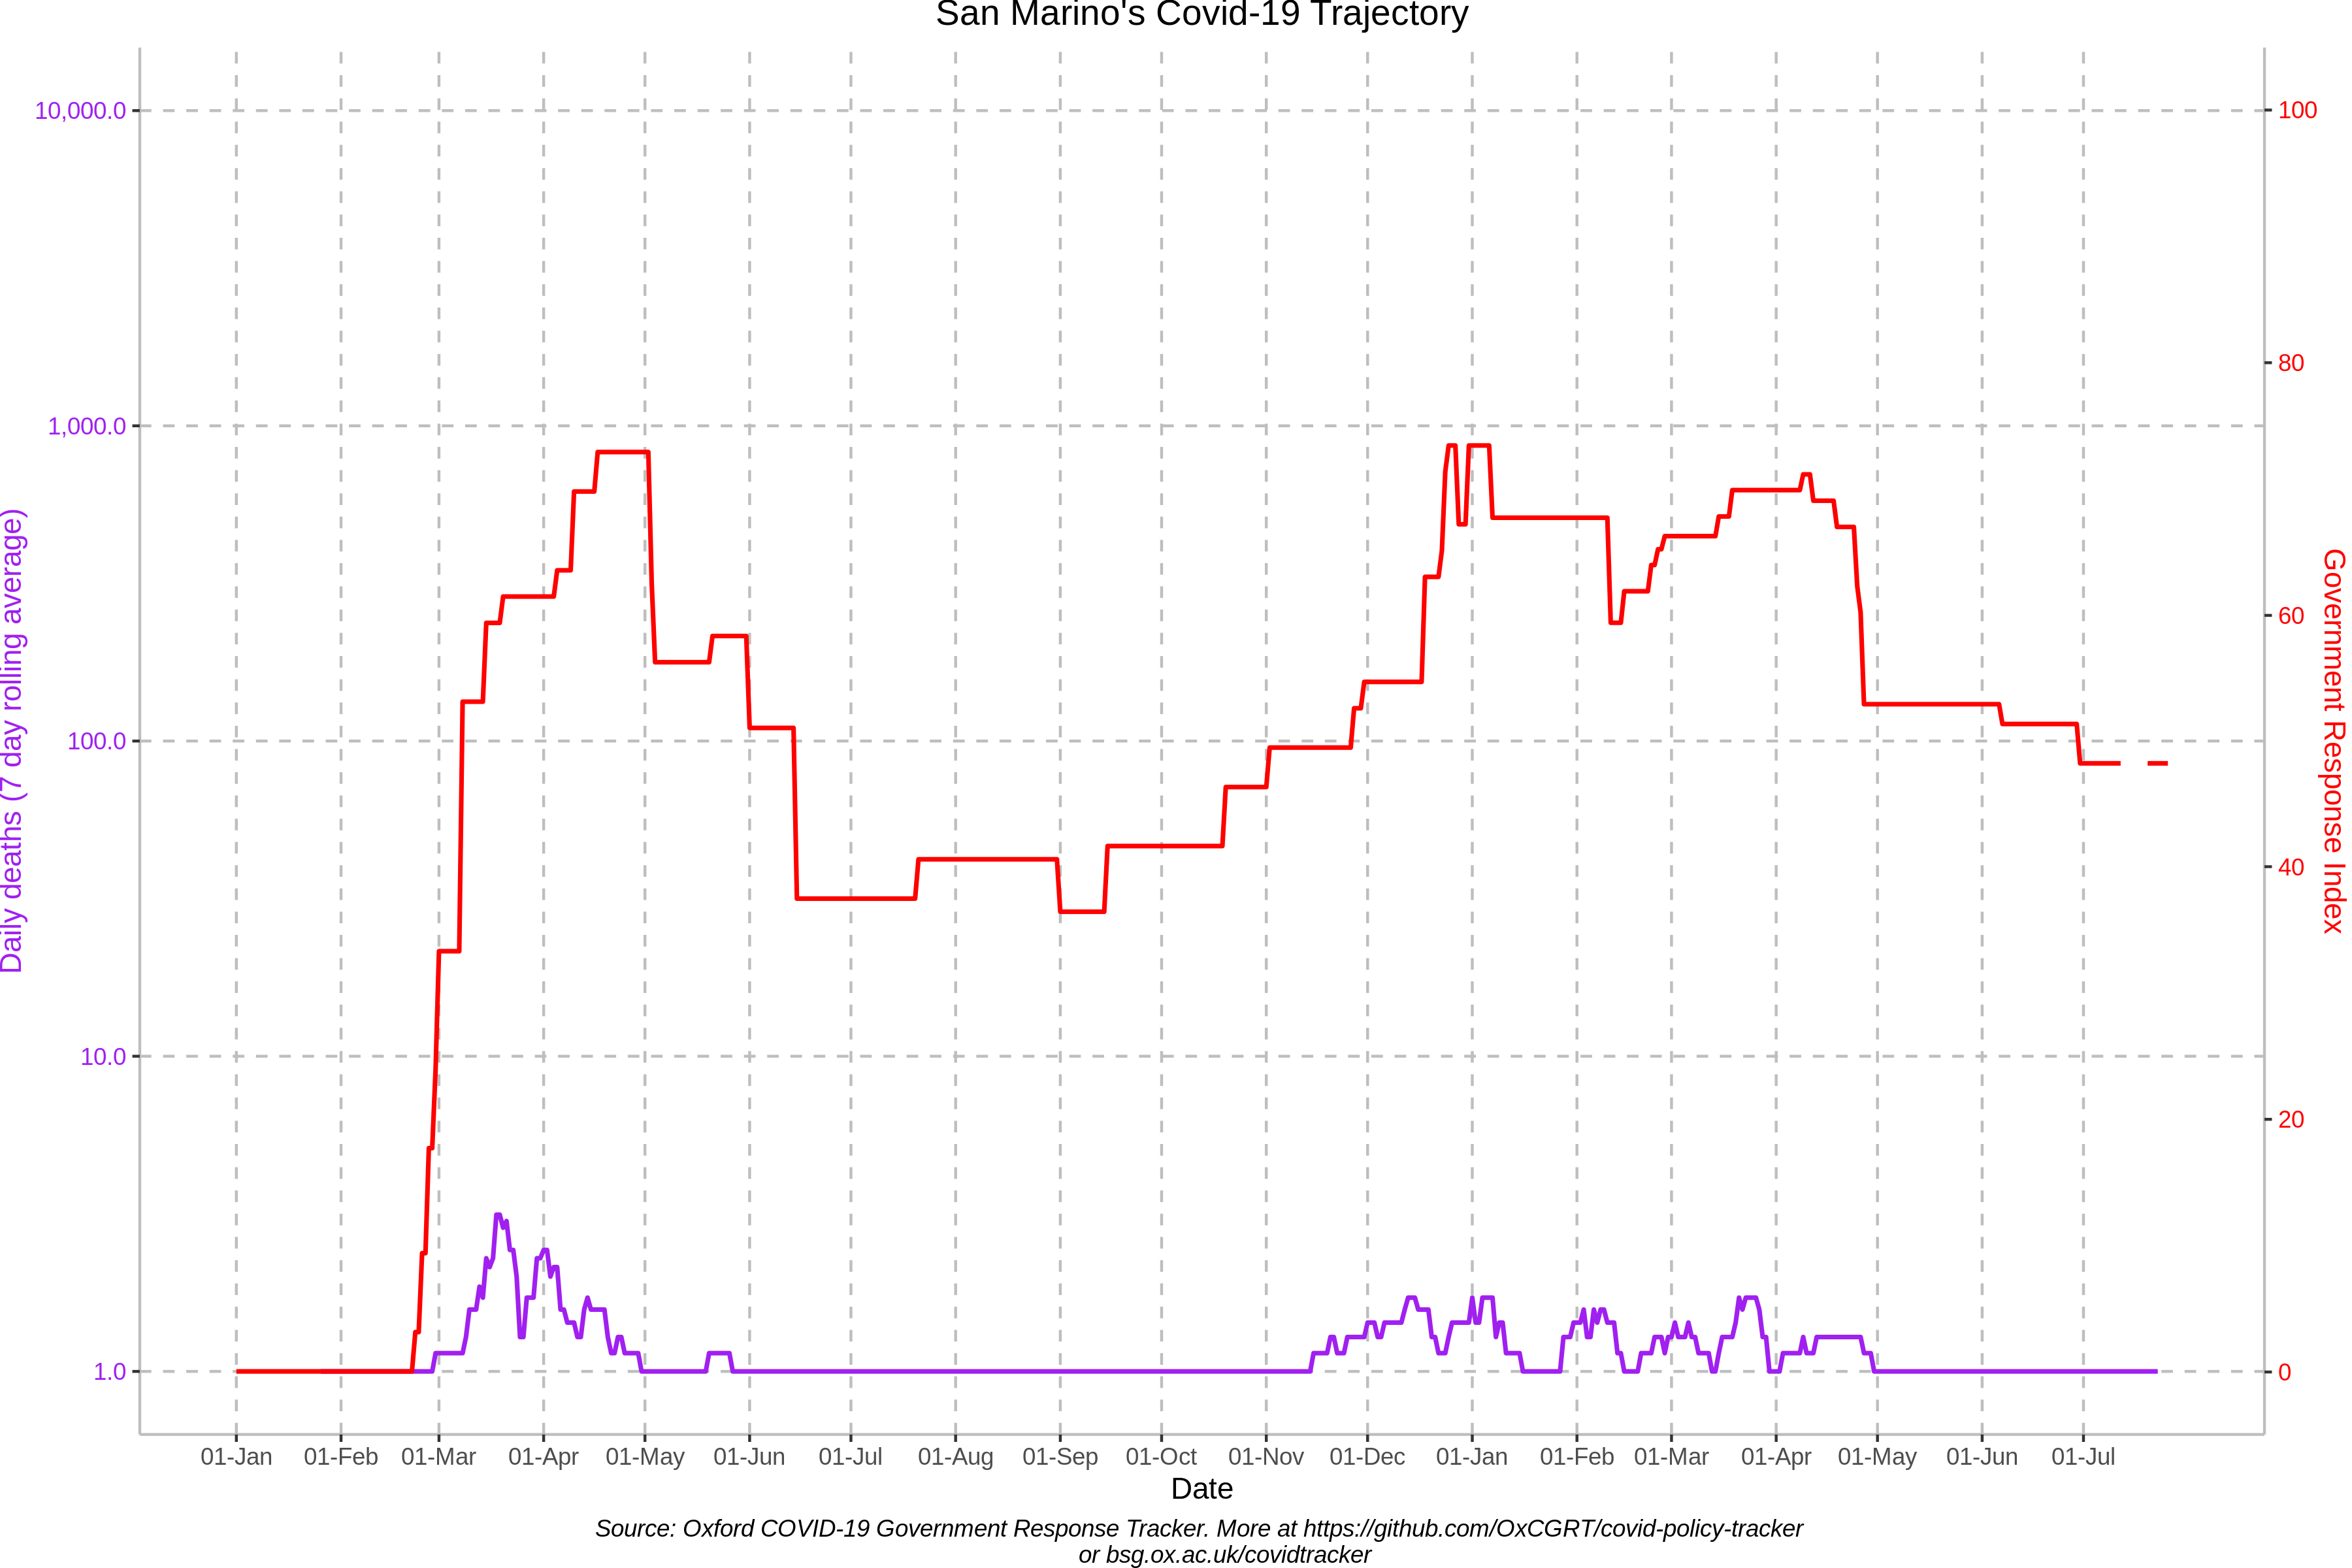 San Marino's Covid-19 Trajectory
10,000.0
1,000.0
100.0
10.0
1.0
Daily deaths (7 day rolling average)
100
80
60
40
20
0
Government Response Index
01-Jan 01-Feb 01-Mar 01-Apr 01-May 01-Jun 01-Jul 01-Aug 01-Sep 01-Oct 01-Nov 01-Dec 01-Jan 01-Feb 01-Mar 01-Apr 01-May 01-Jun 01-Jul
Date
Source: Oxford COVID-19 Government Response Tracker. More at https://github.com/OxCGRT/covid-policy-tracker
or bsg.ox.ac.uk/covidtracker